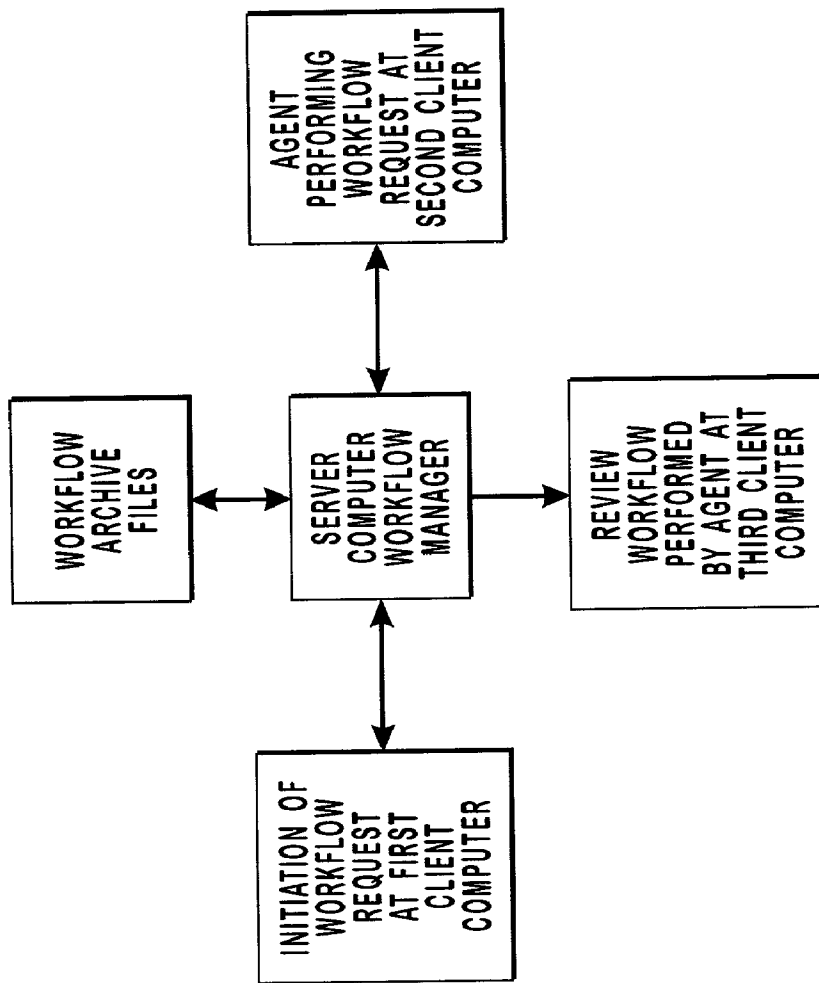 WORKFLOW
ARCHIVE
FILES
INITIATION OF
WORKFLOW
REQUEST
AT FIRST
CLIENT
COMPUTER
SERVER
COMPUTER
WORKFLOW
MANAGER
AGENT
PERFORMING
WORKFLOW
REQUEST AT
SECOND CLIENT
COMPUTER
REVIEW
WORKFLOW
PERFORMED
BY AGENT AT
THIRD CLIENT
COMPUTER